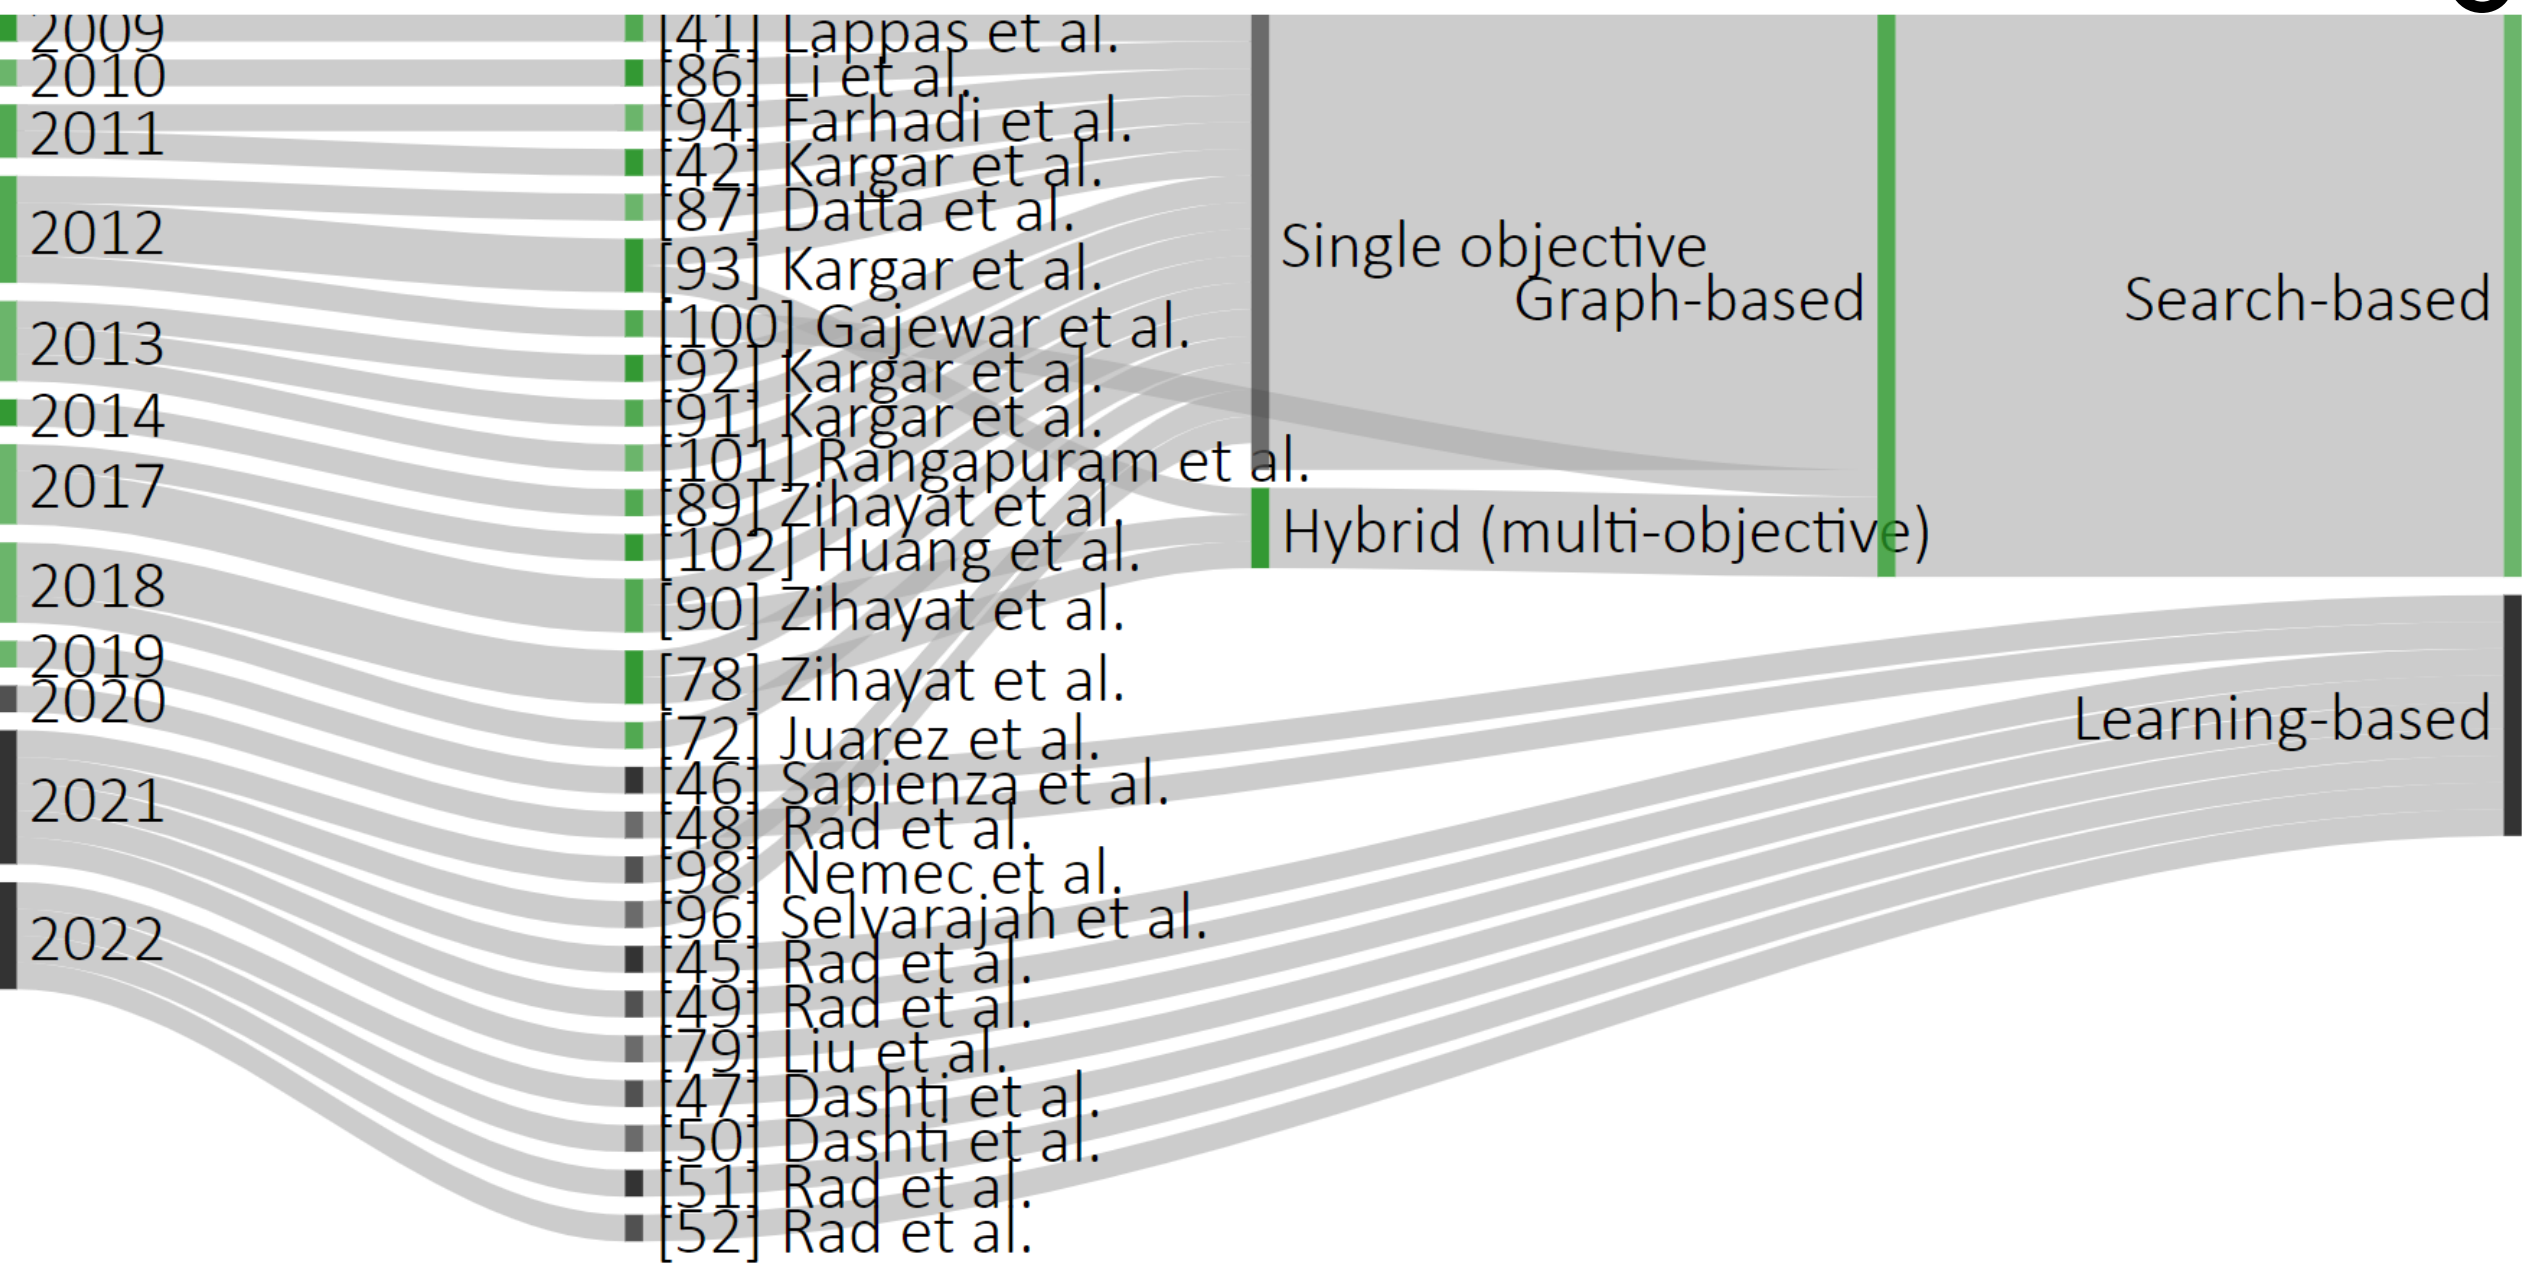 2009
2010
2011
2012
2013
2014
2017
2018
2019
2020
2021
2022
[41] Lappas et al.
[86] Li et al.
[94] Farhadi et al.
[42] Kargar et al.
[87] Datta et al.
[93] Kargar et al.
[100] Gajewar et al.
[92] Kargar et al.
[91] Kargar et al.
[101] Rangapuram et al.
[89] Zihayat et al.
[102] Huang et al.
[90] Zihayat et al.
[78] Zihayat et al.
[72] Juarez et al.
[46] Sapienza et al.
[48] Rad et al.
[98] Nemec et al.
[96] Selvarajah et al.
[45] Rad et al.
[49] Rad et al.
[79] Liu et al.
[47] Dashti et al.
[50] Dashti et al.
[51] Rad et al.
[52] Rad et al.
Single objective
Hybrid (multi-objective)
Graph-based
Search-based
Learning-based